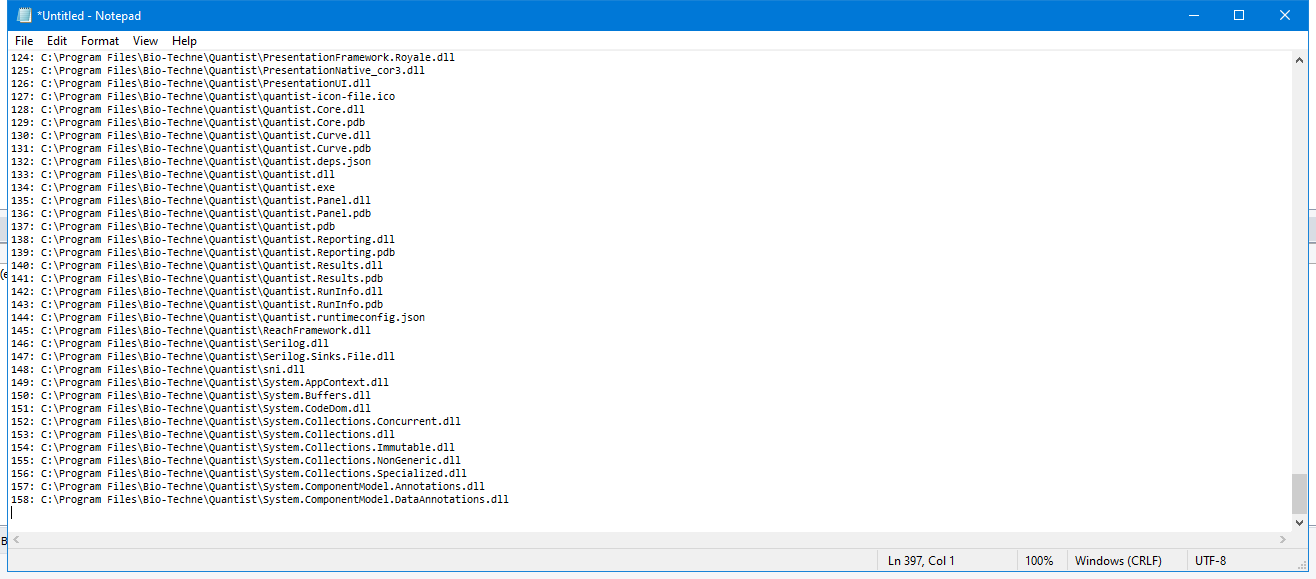 *Untitled - Notepad
File Edit Format View Help
124: C:\Program Files\Bio-Techne\Quantist\PresentationFramework.Royale.dll
125: C:\Program Files\Bio-Techne\Quantist\PresentationNative_cor3.dll
126: C:\Program Files\Bio-Techne\Quantist\PresentationUI.dll
127: C:\Program Files\Bio-Techne\Quantist\quantist-icon-file.ico
128: C:\Program Files\Bio-Techne\Quantist\Quantist.Core.dll
129: C:\Program Files\Bio-Techne\Quantist\Quantist.Core.pdb
130: C:\Program Files\Bio-Techne\Quantist\Quantist.Curve.dll
131: C:\Program Files\Bio-Techne\Quantist\Quantist.Curve.pdb
132: C:\Program Files\Bio-Techne\Quantist\Quantist.deps.json
133: C:\Program Files\Bio-Techne\Quantist\Quantist.dll
134: C:\Program Files\Bio-Techne\Quantist\Quantist.exe
135: C:\Program Files\Bio-Techne\Quantist\Quantist.Panel.dll
136: C:\Program Files\Bio-Techne\Quantist\Quantist.Panel.pdb
137: C:\Program Files\Bio-Techne\Quantist\Quantist.pdb
138: C:\Program Files\Bio-Techne\Quantist\Quantist.Reporting.dll
139: C:\Program Files\Bio-Techne\Quantist\Quantist.Reporting.pdb
140: C:\Program Files\Bio-Techne\Quantist\Quantist.Results.dll
141: C:\Program Files\Bio-Techne\Quantist\Quantist.Results.pdb
142: C:\Program Files\Bio-Techne\Quantist\Quantist.RunInfo.dll
143: C:\Program Files\Bio-Techne\Quantist\Quantist.RunInfo.pdb
144: C:\Program Files\Bio-Techne\Quantist\Quantist.runtimeconfig.json
145: C:\Program Files\Bio-Techne\Quantist\ReachFramework.dll
146: C:\Program Files\Bio-Techne\Quantist\Serilog.dll
147: C:\Program Files\Bio-Techne\Quantist\Serilog.Sinks.File.dll
148: C:\Program Files\Bio-Techne\Quantist\sni.dll
149: C:\Program Files\Bio-Techne\Quantist\System.AppContext.dll
150: C:\Program Files\Bio-Techne\Quantist\System.Buffers.dll
151: C:\Program Files\Bio-Techne\Quantist\System.CodeDom.dll
152: C:\Program Files\Bio-Techne\Quantist\System.Collections.Concurrent.dll
153: C:\Program Files\Bio-Techne\Quantist\System.Collections.dll
154: C:\Program Files\Bio-Techne\Quantist\System.Collections.Immutable.dll
155: C:\Program Files\Bio-Techne\Quantist\System.Collections.NonGeneric.dll
156: C:\Program Files\Bio-Techne\Quantist\System.Collections.Specialized.dll
157: C:\Program Files\Bio-Techne\Quantist\System.ComponentModel.Annotations.dll
158: C:\Program Files\Bio-Techne\Quantist\System.ComponentModel.DataAnnotations.dll
Ln 397, Col 1 100% Windows (CRLF) UTF-8